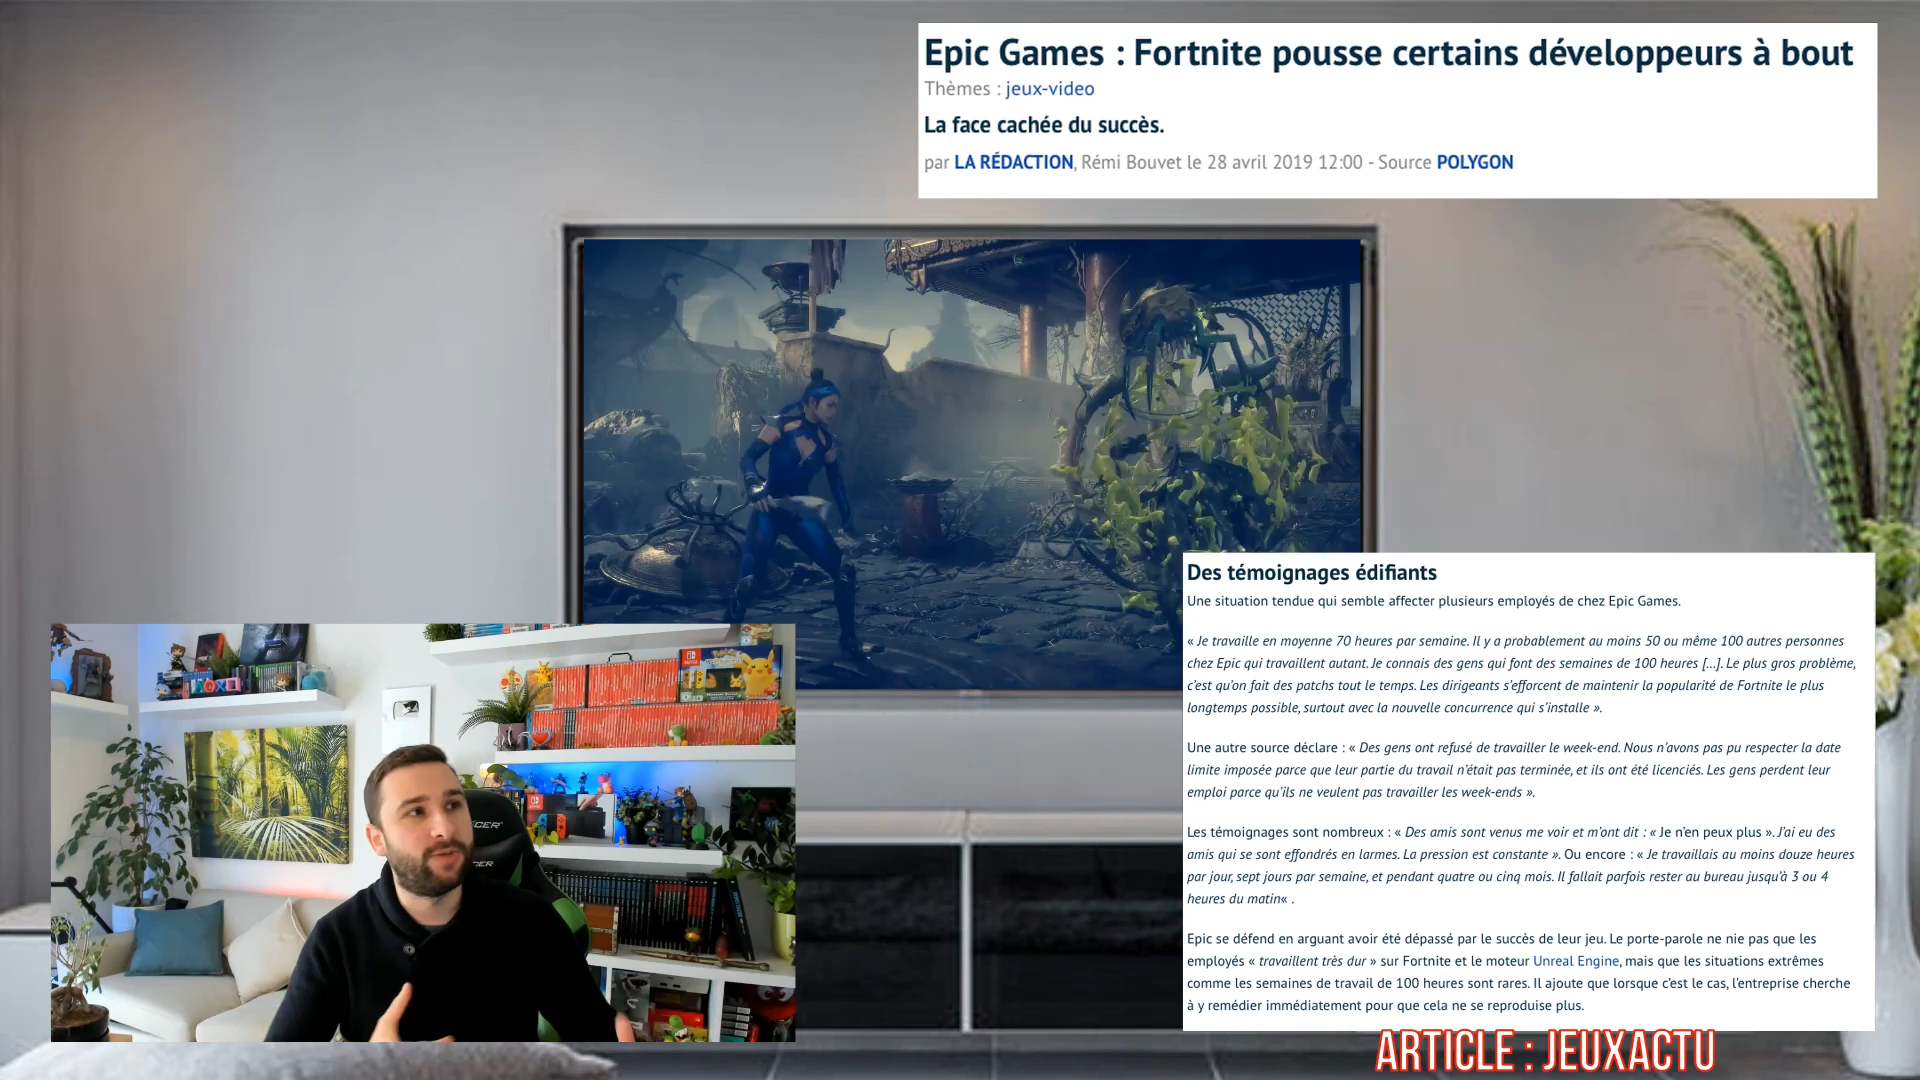 Epic Games : Fortnite pousse certains développeurs à bout
Thèmes : jeux-video
La face cachée du succès.
par LA RÉDACTION, Rémi Bouvet le 28 avril 2019 12:00 - Source POLYGON
Des témoignages édifiants
Une situation tendue qui semble affecter plusieurs employés de chez Epic Games.
« Je travaille en moyenne 70 heures par semaine. Il y a probablement au moins 50 ou même 100 autres personnes
chez Epic qui travaillent autant. Je connais des gens qui font des semaines de 100 heures [...]. Le plus gros problème,
c'est qu'on fait des patchs tout le temps. Les dirigeants s'efforcent de maintenir la popularité de Fortnite le plus
longtemps possible, surtout avec la nouvelle concurrence qui s'installe ».
Une autre source déclare : « Des gens ont refusé de travailler le week-end. Nous n'avons pas pu respecter la date
limite imposée parce que leur partie du travail n'était pas terminée, et ils ont été licenciés. Les gens perdent leur
emploi parce qu'ils ne veulent pas travailler les week-ends ».
Les témoignages sont nombreux : « Des amis sont venus me voir et m'ont dit : « Je n'en peux plus ». J'ai eu des
amis qui se sont effondrés en larmes. La pression est constante ». Ou encore : « Je travaillais au moins douze heures
par jour, sept jours par semaine, et pendant quatre ou cinq mois. Il fallait parfois rester au bureau jusqu'à 3 ou 4
heures du matin« .
Epic se défend en arguant avoir été dépassé par le succès de leur jeu. Le porte-parole ne nie pas que les
employés « travaillent très dur » sur Fortnite et le moteur Unreal Engine, mais que les situations extrêmes
comme les semaines de travail de 100 heures sont rares. Il ajoute que lorsque c'est le cas, l'entreprise cherche
à y remédier immédiatement pour que cela ne se reproduise plus.
ARTICLE : JEUXACTU